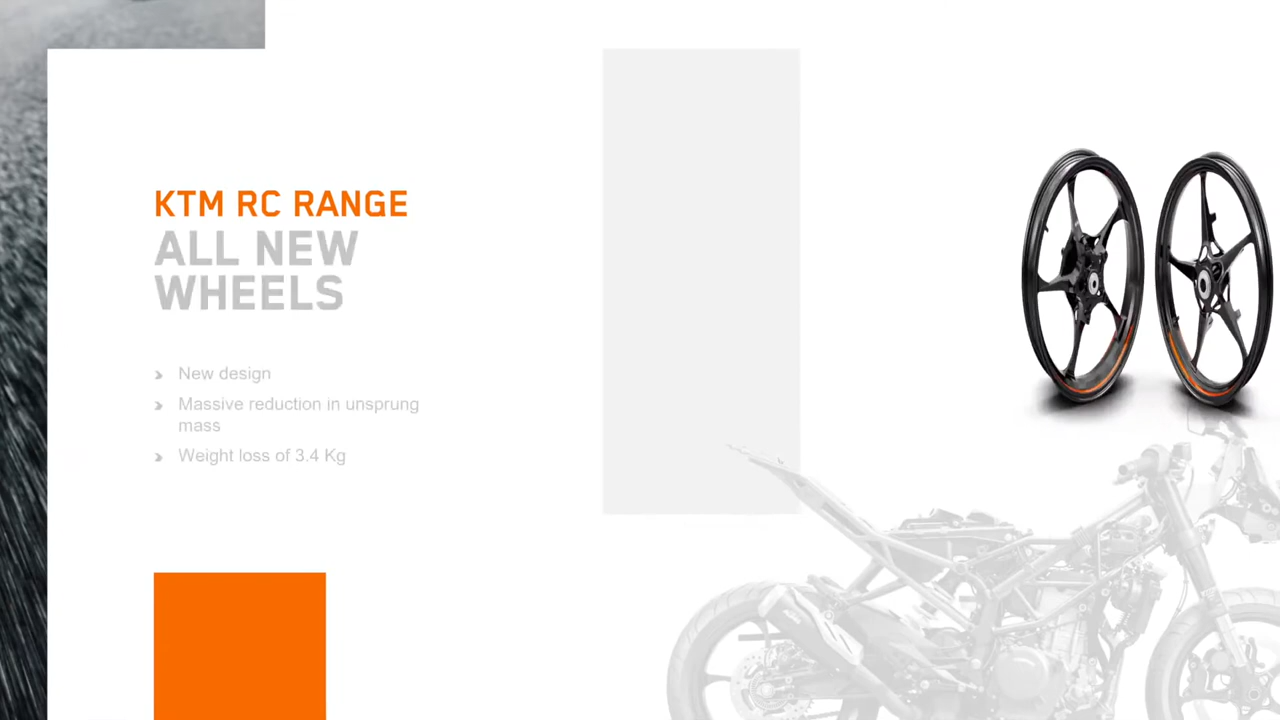 KTM RC RANGE
ALL NEW
WHEELS
New design
Massive reduction in unsprung
mass
Weight loss of 3.4 Kg